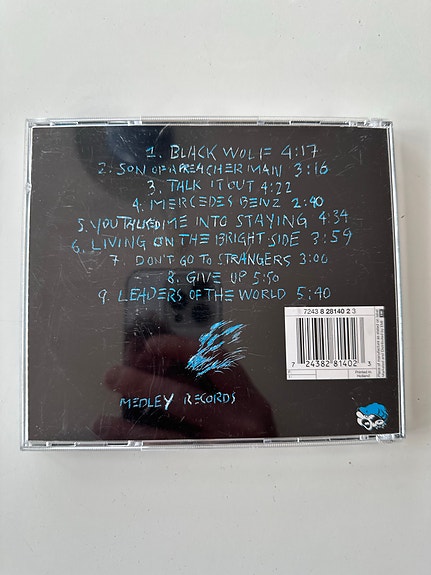 1. BLACK WOLF 4:17
2. SON OF A PREACHER MAN 3:16
3. TALK IT OUT 4:22
4. MERCEDES BENZ 2:40
5. YOU TALKED ME INTO STAYING 4:34
6. LIVING ON THE BRIGHT SIDE 3:59
7. DON'T GO TO STRANGERS 3:00
8. GIVE UP 5:50
9. LEADERS OF THE WORLD 5:40
7243 8 28140 2 3
7 24382 81402 3
Printed in
Holland
MEDLEY RECORDS